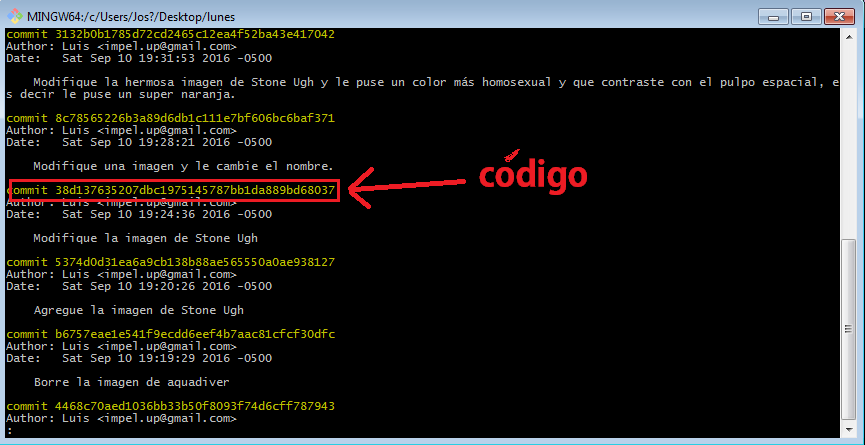 MINGW64:/c/Users/Jos?/Desktop/lunes
commit 3132b0b1785d72cd2465c12ea4f52ba43e417042
Author: Luis <impel.up@gmail.com>
Date:   Sat Sep 10 19:31:53 2016 -0500
Modifique la hermosa imagen de Stone Ugh y le puse un color más homosexual y que contraste con el pulpo espacial, e
s decir le puse un super naranja.
commit 8c78565226b3a89d6db1c111e7bf606bc6baf371
Author: Luis <impel.up@gmail.com>
Date:   Sat Sep 10 19:28:21 2016 -0500
Modifique una imagen y le cambie el nombre.
commit 38d137635207dbc1975145787bb1da889bd68037
código
Author: Luis <impel.up@gmail.com>
Date:   Sat Sep 10 19:24:36 2016 -0500
Modifique la imagen de Stone Ugh
commit 5374d0d31ea6a9cb138b88ae565550a0ae938127
Author: Luis <impel.up@gmail.com>
Date:   Sat Sep 10 19:20:26 2016 -0500
Agregue la imagen de Stone Ugh
commit b6757eae1e541f9ecdd6eef4b7aac81cfcf30dfc
Author: Luis <impel.up@gmail.com>
Date:   Sat Sep 10 19:19:29 2016 -0500
Borre la imagen de aquadiver
commit 4468c70aed1036bb33b50f8093f74d6cff787943
Author: Luis <impel.up@gmail.com>
: